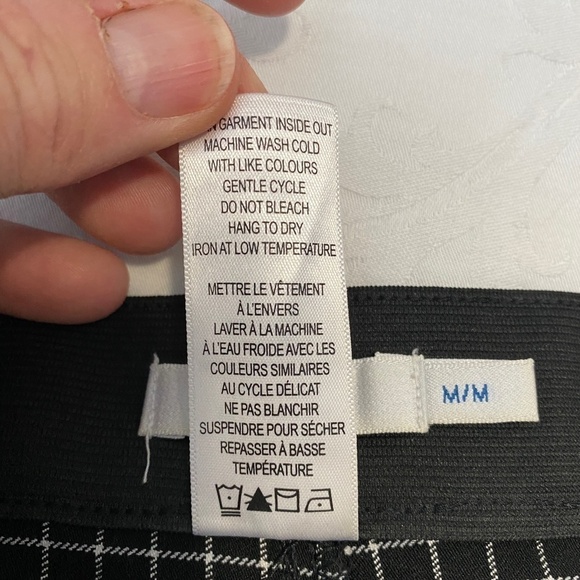 GARMENT INSIDE OUT
MACHINE WASH COLD
WITH LIKE COLOURS
GENTLE CYCLE
DO NOT BLEACH
HANG TO DRY
IRON AT LOW TEMPERATURE
METTRE LE VÊTEMENT
À L'ENVERS
LAVER À LA MACHINE
À L'EAU FROIDE AVEC LES
COULEURS SIMILAIRES
AU CYCLE DÉLICAT
NE PAS BLANCHIR
SUSPENDRE POUR SÉCHER
REPASSER À BASSE
TEMPÉRATURE
M/M